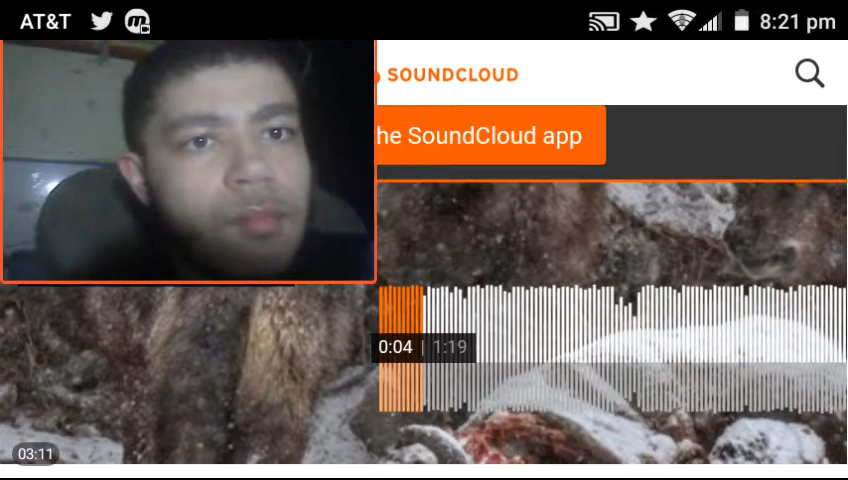 AT&T
8:21 pm
SOUNDCLOUD
he SoundCloud app
0:04 | 1:19
03:11